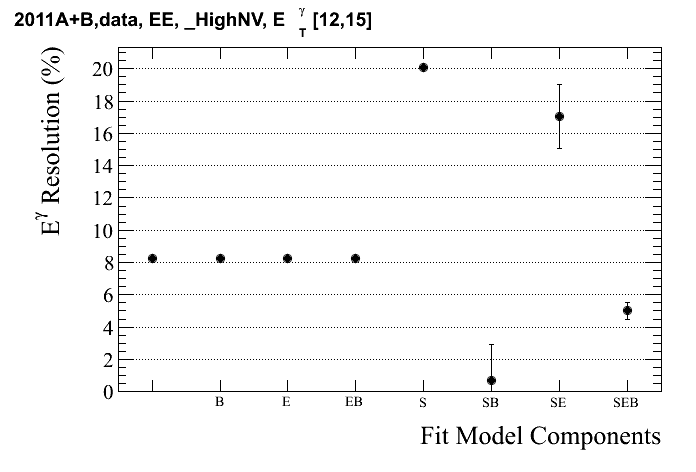 2011A+B,data, EE, _HighNV, E γ T [12,15]
E γ Resolution (%)
20
18
16
14
12
10
8
6
4
2
0
B E EB S SB SE SEB
Fit Model Components